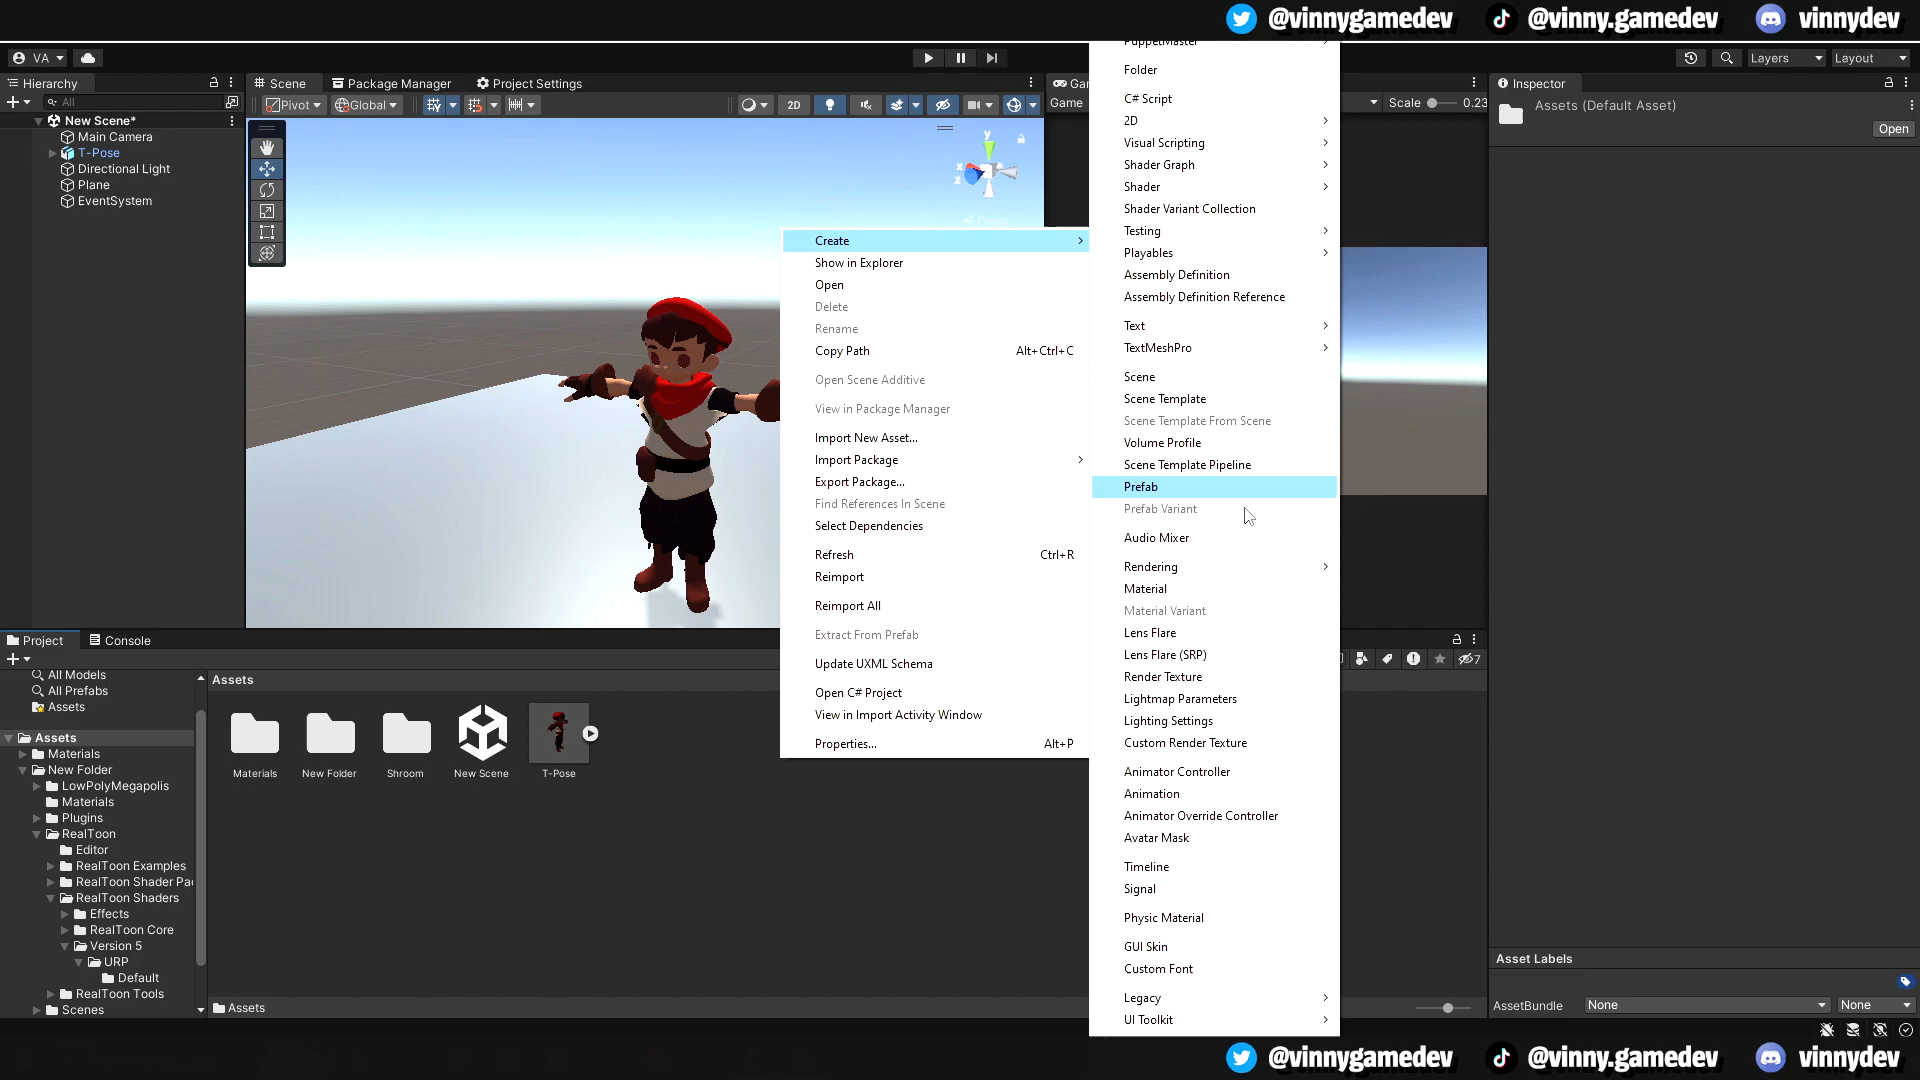 @vinnygamedev @vinny.gamedev vinnydev
VA
Layers Layout
Hierarchy
All
New Scene*
Main Camera
T-Pose
Directional Light
Plane
EventSystem
Scene Package Manager Project Settings
Pivot Global 2D
Game Scale 0.23
Inspector
Assets (Default Asset)
Open
Create
Show in Explorer
Open
Delete
Rename
Copy Path Alt+Ctrl+C
Open Scene Additive
View in Package Manager
Import New Asset...
Import Package
Export Package...
Find References In Scene
Select Dependencies
Refresh Ctrl+R
Reimport
Reimport All
Extract From Prefab
Update UXML Schema
Open C# Project
View in Import Activity Window
Properties... Alt+P
PuppetMaster
Folder
C# Script
2D
Visual Scripting
Shader Graph
Shader
Shader Variant Collection
Testing
Playables
Assembly Definition
Assembly Definition Reference
Text
TextMeshPro
Scene
Scene Template
Scene Template From Scene
Volume Profile
Scene Template Pipeline
Prefab
Prefab Variant
Audio Mixer
Rendering
Material
Material Variant
Lens Flare
Lens Flare (SRP)
Render Texture
Lightmap Parameters
Lighting Settings
Custom Render Texture
Animator Controller
Animation
Animator Override Controller
Avatar Mask
Timeline
Signal
Physic Material
GUI Skin
Custom Font
Legacy
UI Toolkit
x y z
Project Console
7
All Models
All Prefabs
Assets
Assets
Materials
New Folder
LowPolyMegapolis
Materials
Plugins
RealToon
Editor
RealToon Examples
RealToon Shader Pa
RealToon Shaders
Effects
RealToon Core
Version 5
URP
Default
RealToon Tools
Scenes
Assets
Materials New Folder Shroom New Scene T-Pose
Assets
Asset Labels
AssetBundle None None
@vinnygamedev @vinny.gamedev vinnydev